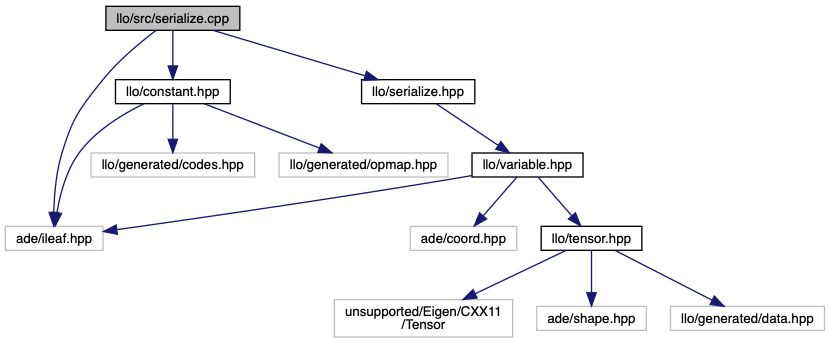 llo/src/serialize.cpp
llo/constant.hpp
llo/serialize.hpp
llo/generated/codes.hpp
llo/generated/opmap.hpp
llo/variable.hpp
ade/ileaf.hpp
ade/coord.hpp
llo/tensor.hpp
unsupported/Eigen/CXX11
/Tensor
ade/shape.hpp
llo/generated/data.hpp